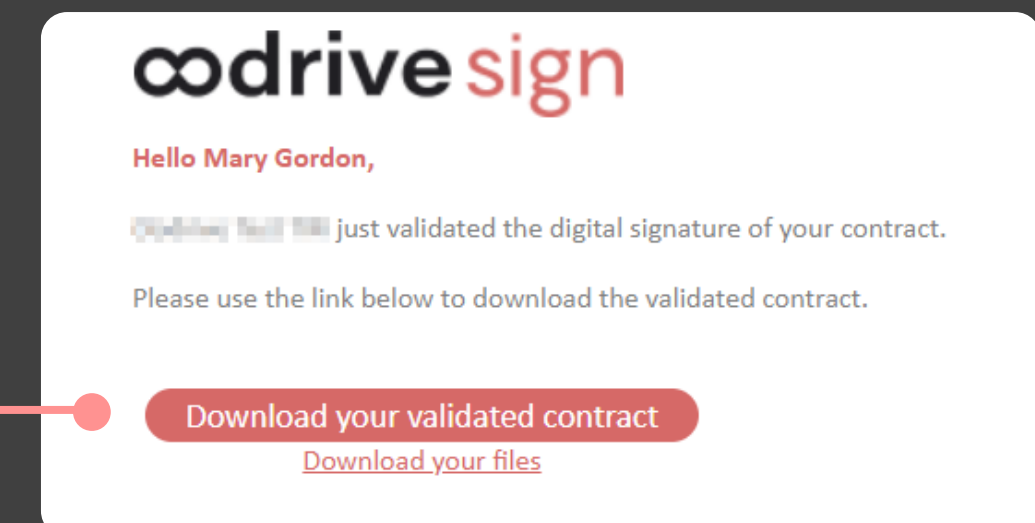 oodrive sign
Hello Mary Gordon,
just validated the digital signature of your contract.
Please use the link below to download the validated contract.
Download your validated contract
Download your files